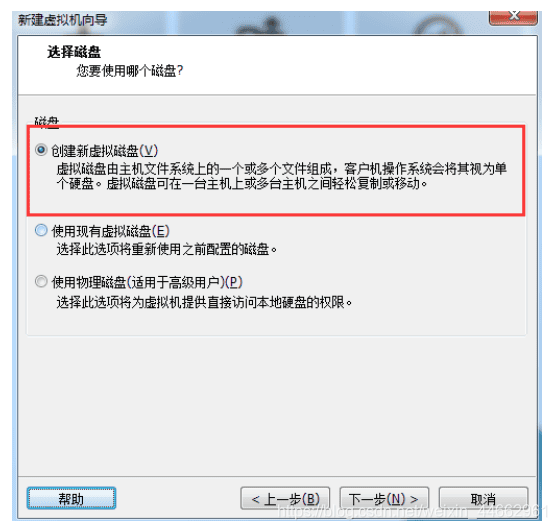 新建虚拟机向导
选择磁盘
您要使用哪个磁盘?
磁盘
创建新虚拟磁盘(V)
虚拟磁盘由主机文件系统上的一个或多个文件组成，客户机操作系统会将其视为单
个硬盘。虚拟磁盘可在一台主机上或多台主机之间轻松复制或移动。
使用现有虚拟磁盘(E)
选择此选项将重新使用之前配置的磁盘。
使用物理磁盘(适用于高级用户)(P)
选择此选项将为虚拟机提供直接访问本地硬盘的权限。
帮助
< 上一步(B)
下一步(N) >
取消